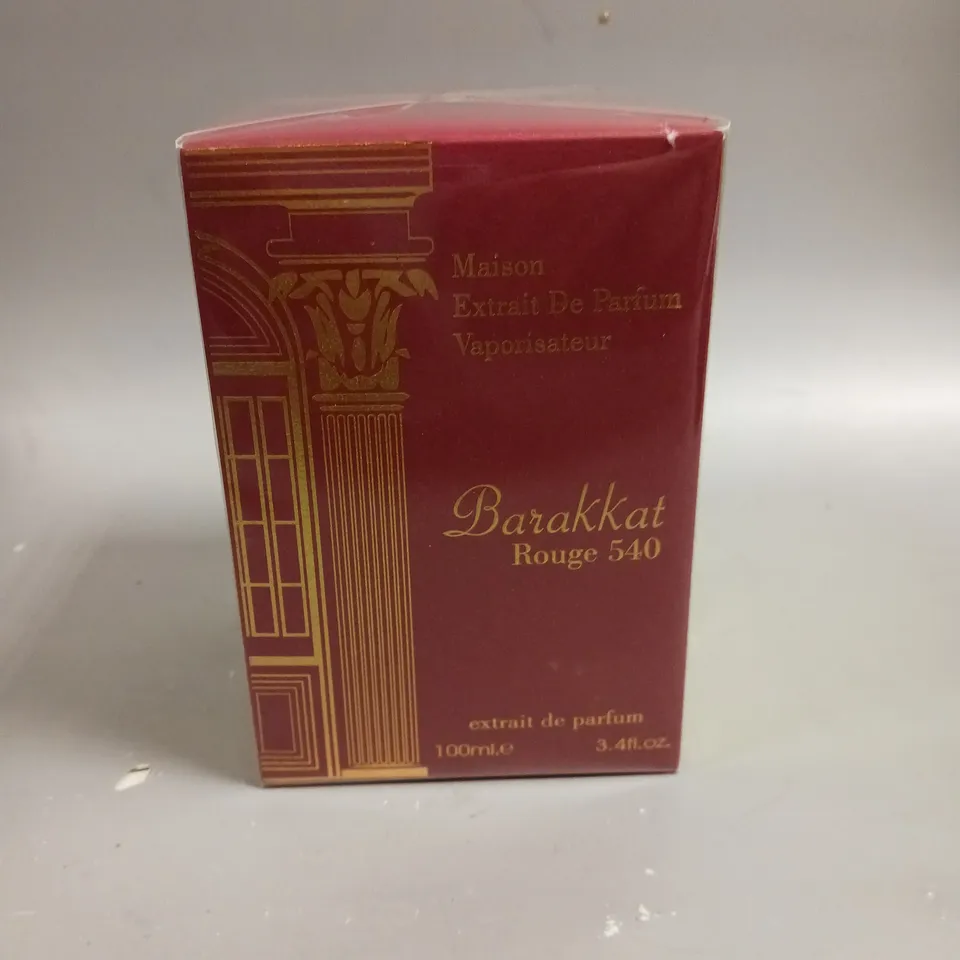 Maison
Extrait De Parfum
Vaporisateur
Barakkat
Rouge 540
extrait de parfum
100ml.e 3.4fl.oz.